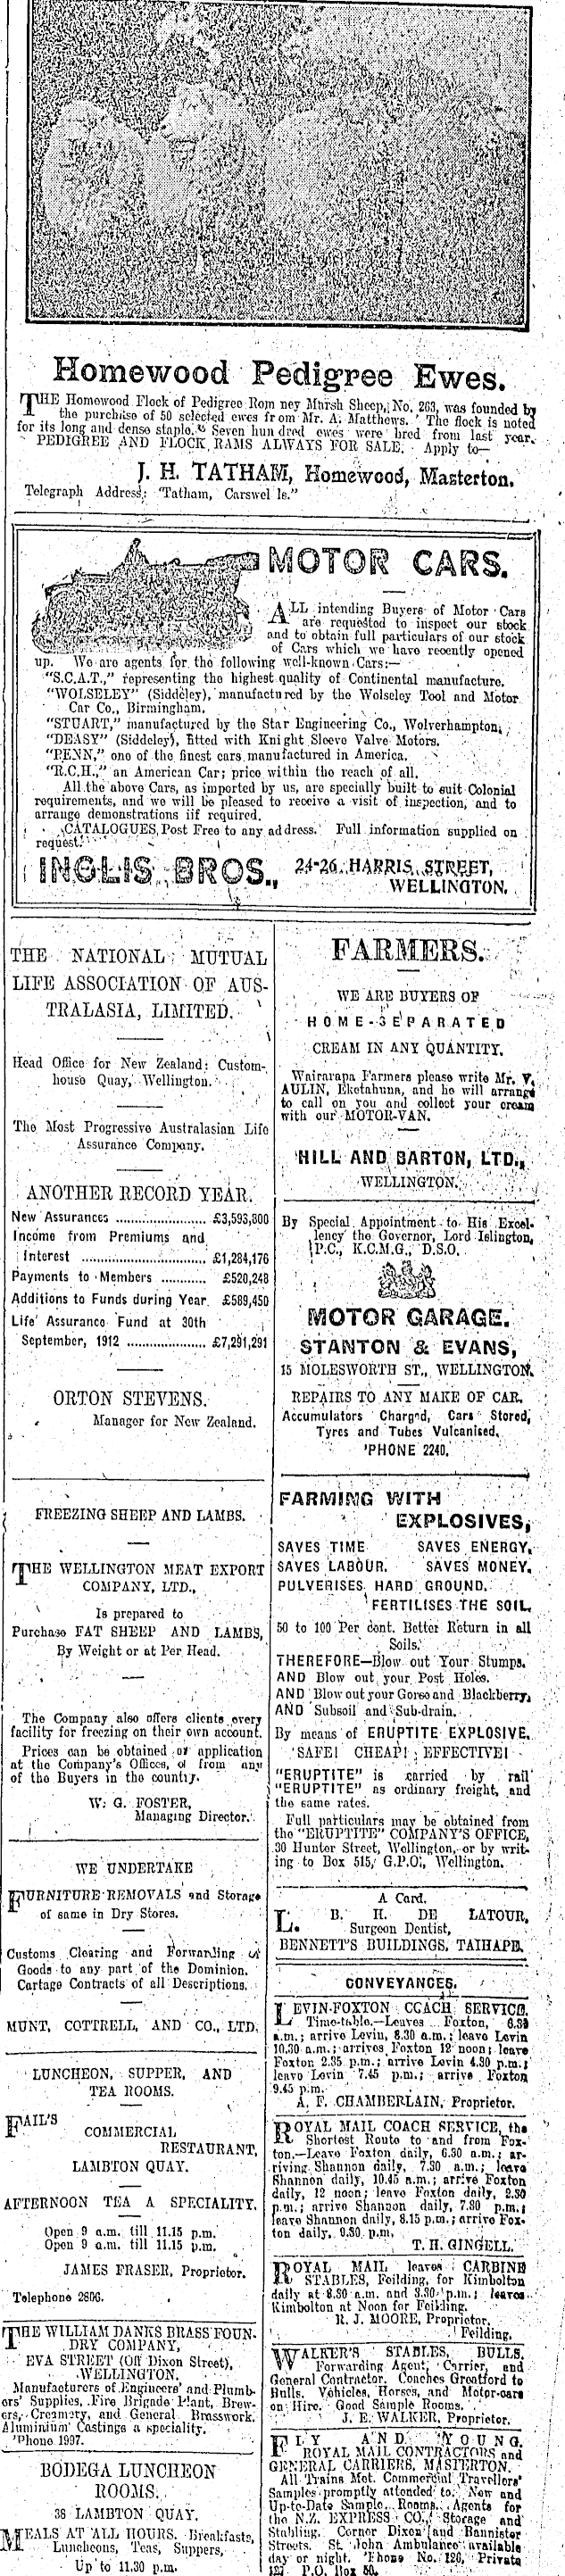 Homewood Pedigree Ewes.
THE Homewood Flock of Pedigree Rom ney Marsh Sheep, No. 263, was founded by
the purchase of 50 selected ewes from Mr. A. Matthews. The flock is noted
for its long and dense staple. Seven hun dred ewes were bred from last year.
PEDIGREE AND FLOCK RAMS ALWAYS FOR SALE. Apply to—
J. H. TATHAM, Homewood, Masterton.
Telegraph Address: "Tatham, Carswel ls."
MOTOR CARS.
ALL intending Buyers of Motor Cars
are requested to inspect our stock
and to obtain full particulars of our stock
of Cars which we have recently opened
up. We are agents for the following well-known Cars:—
"S.C.A.T.," representing the highest quality of Continental manufacture.
"WOLSELEY" (Siddeley), manufactured by the Wolseley Tool and Motor
Car Co., Birmingham.
"STUART," manufactured by the Star Engineering Co., Wolverhampton.
"DEASY" (Siddeley), fitted with Knight Sleeve Valve Motors.
"PENN," one of the finest cars manufactured in America.
"R.C.H.," an American Car; price within the reach of all.
All the above Cars, as imported by us, are specially built to suit Colonial
requirements, and we will be pleased to receive a visit of inspection, and to
arrange demonstrations iif required.
CATALOGUES Post Free to any address. Full information supplied on
request.
INGLIS BROS., 24-26 HARRIS STREET,
WELLINGTON.
THE NATIONAL MUTUAL
LIFE ASSOCIATION OF AUS-
TRALASIA, LIMITED.
Head Office for New Zealand: Custom-
house Quay, Wellington.
The Most Progressive Australasian Life
Assurance Company.
ANOTHER RECORD YEAR.
New Assurances ........................ £3,593,800
Income from Premiums and
Interest ................................ £1,284,176
Payments to Members ............ £520,248
Additions to Funds during Year £589,450
Life Assurance Fund at 30th
September, 1912 ..................... £7,291,291
ORTON STEVENS.
Manager for New Zealand.
FREEZING SHEEP AND LAMBS.
THE WELLINGTON MEAT EXPORT
COMPANY, LTD.,
Is prepared to
Purchase FAT SHEEP AND LAMBS,
By Weight or at Per Head.
The Company also offers clients every
facility for freezing on their own account.
Prices can be obtained or application
at the Company's Offices, ol from any
of the Buyers in the country.
W. G. FOSTER,
Managing Director.
WE UNDERTAKE
FURNITURE REMOVALS and Storage
of same in Dry Stores.
Customs Clearing and Forwarding of
Goods to any part of the Dominion.
Cartage Contracts of all Descriptions.
MUNT, COTTRELL, AND CO., LTD.
LUNCHEON, SUPPER, AND
TEA ROOMS.
FAIL'S
COMMERCIAL
RESTAURANT,
LAMBTON QUAY.
AFTERNOON TEA A SPECIALITY.
Open 9 a.m. till 11.15 p.m.
Open 9 a.m. till 11.15 p.m.
JAMES FRASER, Proprietor.
Telephone 2806.
THE WILLIAM DANKS BRASS FOUN-
DRY COMPANY,
EVA STREET (Off Dixon Street),
WELLINGTON.
Manufacturers of Engineers' and Plumb-
ers' Supplies, Fire Brigade Plant, Brew-
ers, Creamery, and General Brasswork.
Aluminium Castings a speciality.
'Phone 1997.
BODEGA LUNCHEON
ROOMS.
38 LAMBTON QUAY.
MEALS AT ALL HOURS. Breakfasts,
Luncheons, Teas, Suppers,
Up to 11.30 p.m.
FARMERS.
WE ARE BUYERS OF
HOME-SEPARATED
CREAM IN ANY QUANTITY.
Wairarapa Farmers please write Mr. V.
AULIN, Eketahuna, and he will arrange
to call on you and collect your cream
with our MOTOR-VAN.
HILL AND BARTON, LTD.,
WELLINGTON.
By Special Appointment to His Excel-
lency the Governor, Lord Islington,
P.C., K.C.M.G., D.S.O.
MOTOR GARAGE.
STANTON & EVANS,
15 MOLESWORTH ST., WELLINGTON.
REPAIRS TO ANY MAKE OF CAR.
Accumulators Charged, Cars Stored,
Tyres and Tubes Vulcanised.
'PHONE 2240.
FARMING WITH
EXPLOSIVES,
SAVES TIME SAVES ENERGY.
SAVES LABOUR. SAVES MONEY.
PULVERISES HARD GROUND.
FERTILISES THE SOIL.
50 to 100 Per cent. Better Return in all
Soils.
THEREFORE—Blow out Your Stumps.
AND Blow out your Post Holes.
AND Blow out your Gorse and Blackberry.
AND Subsoil and Sub-drain.
By means of ERUPTITE EXPLOSIVE.
SAFE! CHEAP! EFFECTIVE!
"ERUPTITE" is carried by rail
"ERUPTITE" as ordinary freight, and
the same rates.
Full particulars may be obtained from
the "ERUPTITE" COMPANY'S OFFICE,
30 Hunter Street, Wellington, or by writ-
ing to Box 515, G.P.O., Wellington.
A Card.
L. B. H. DE LATOUR,
Surgeon Dentist,
BENNETT'S BUILDINGS, TAIHAPE.
CONVEYANCES.
LEVIN-FOXTON COACH SERVICE.
Time-table.—Leaves Foxton, 6.30
a.m.; arrive Levin, 8.30 a.m.; leave Levin
10.30 a.m.; arrives Foxton 12 noon; leave
Foxton 2.35 p.m.; arrive Levin 4.30 p.m.;
leave Levin 7.45 p.m.; arrive Foxton
9.45 p.m.
A. F. CHAMBERLAIN, Proprietor.
ROYAL MAIL COACH SERVICE, the
Shortest Route to and from Fox-
ton.—Leave Foxton daily, 6.30 a.m.; ar-
riving Shannon daily, 7.30 a.m.; leave
Shannon daily, 10.45 a.m.; arrive Foxton
daily, 12 noon; leave Foxton daily, 2.30
p.m.; arrive Shannon daily, 7.30 p.m.;
leave Shannon daily, 8.15 p.m.; arrive Fox-
ton daily, 9.30 p.m.
T. H. GINGELL.
ROYAL MAIL leaves CARBINE
STABLES, Feilding, for Kimbolton
daily at 8.30 a.m. and 3.30 p.m.; leaves
Kimbolton at Noon for Feilding.
R. J. MOORE, Proprietor,
Feilding.
WALKER'S STABLES, BULLS.
Forwarding Agent, Carrier, and
General Contractor. Coaches Greatford to
Bulls. Vehicles, Horses, and Motor-cars
on Hire. Good Sample Rooms.
J. E. WALKER, Proprietor.
FLY AND YOUNG.
ROYAL MAIL CONTRACTORS and
GENERAL CARRIERS, MASTERTON.
All Trains Met. Commercial Travellers'
Samples promptly attended to. New and
Up-to-Date Sample Rooms. Agents for
the N.Z. EXPRESS CO., Storage and
Stabling. Corner Dixon and Bannister
Streets. St. John Ambulance available
day or night. 'Phone No. 126, Private
127. P.O. Box 50.